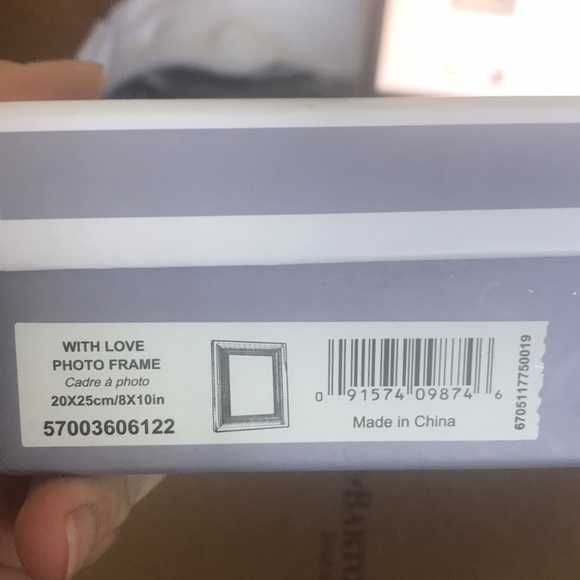 WITH LOVE
PHOTO FRAME
Cadre à photo
20X25cm/8X10in
57003606122
0 91574 09874 6
Made in China
6705117750019